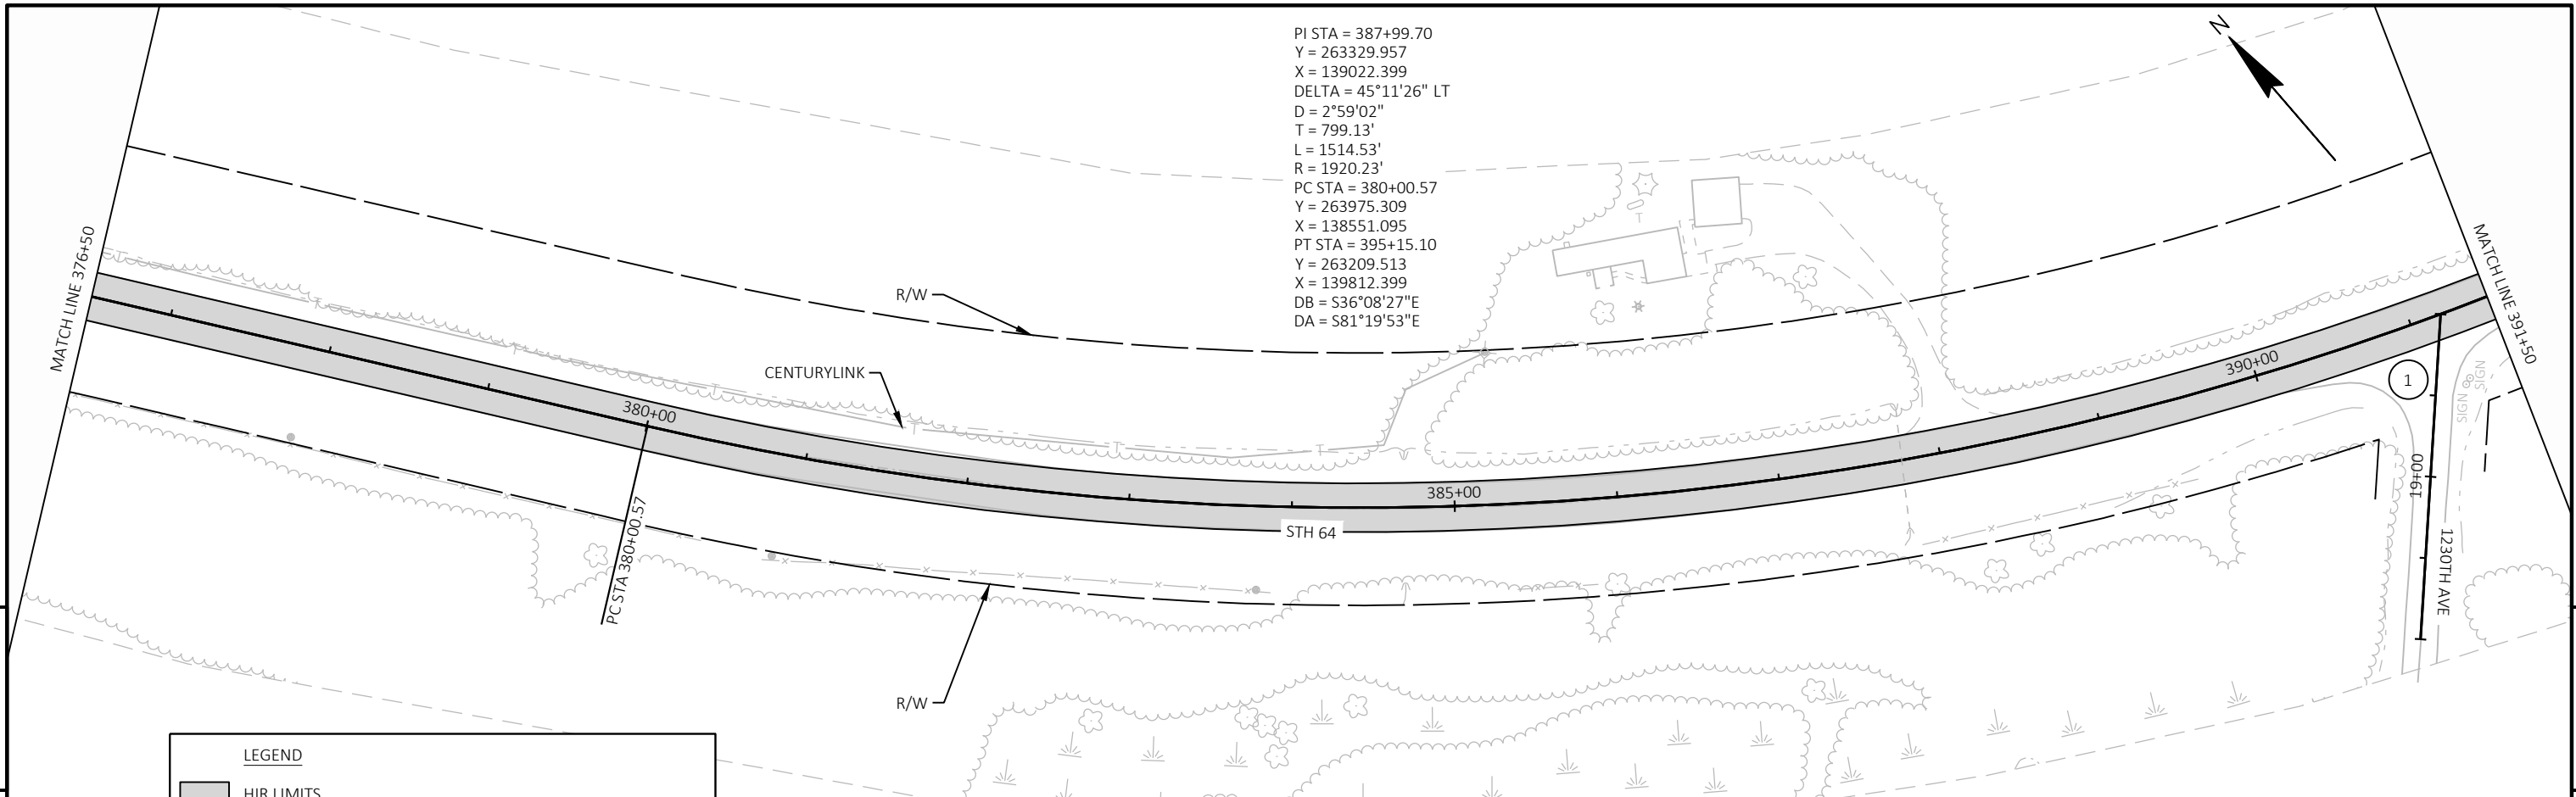 PI STA = 387+99.70
Y = 263329.957
X = 139022.399
DELTA = 45°11'26" LT
D = 2°59'02"
T = 799.13'
L = 1514.53'
R = 1920.23'
PC STA = 380+00.57
Y = 263975.309
X = 138551.095
PT STA = 395+15.10
Y = 263209.513
X = 139812.399
DB = S36°08'27"E
DA = S81°19'53"E
N
MATCH LINE 376+50
MATCH LINE 391+50
R/W
CENTURYLINK
380+00
385+00
390+00
1
SIGN
SIGN
19+00
STH 64
PC STA 380+00.57
1230TH AVE
R/W
LEGEND
HIR LIMITS